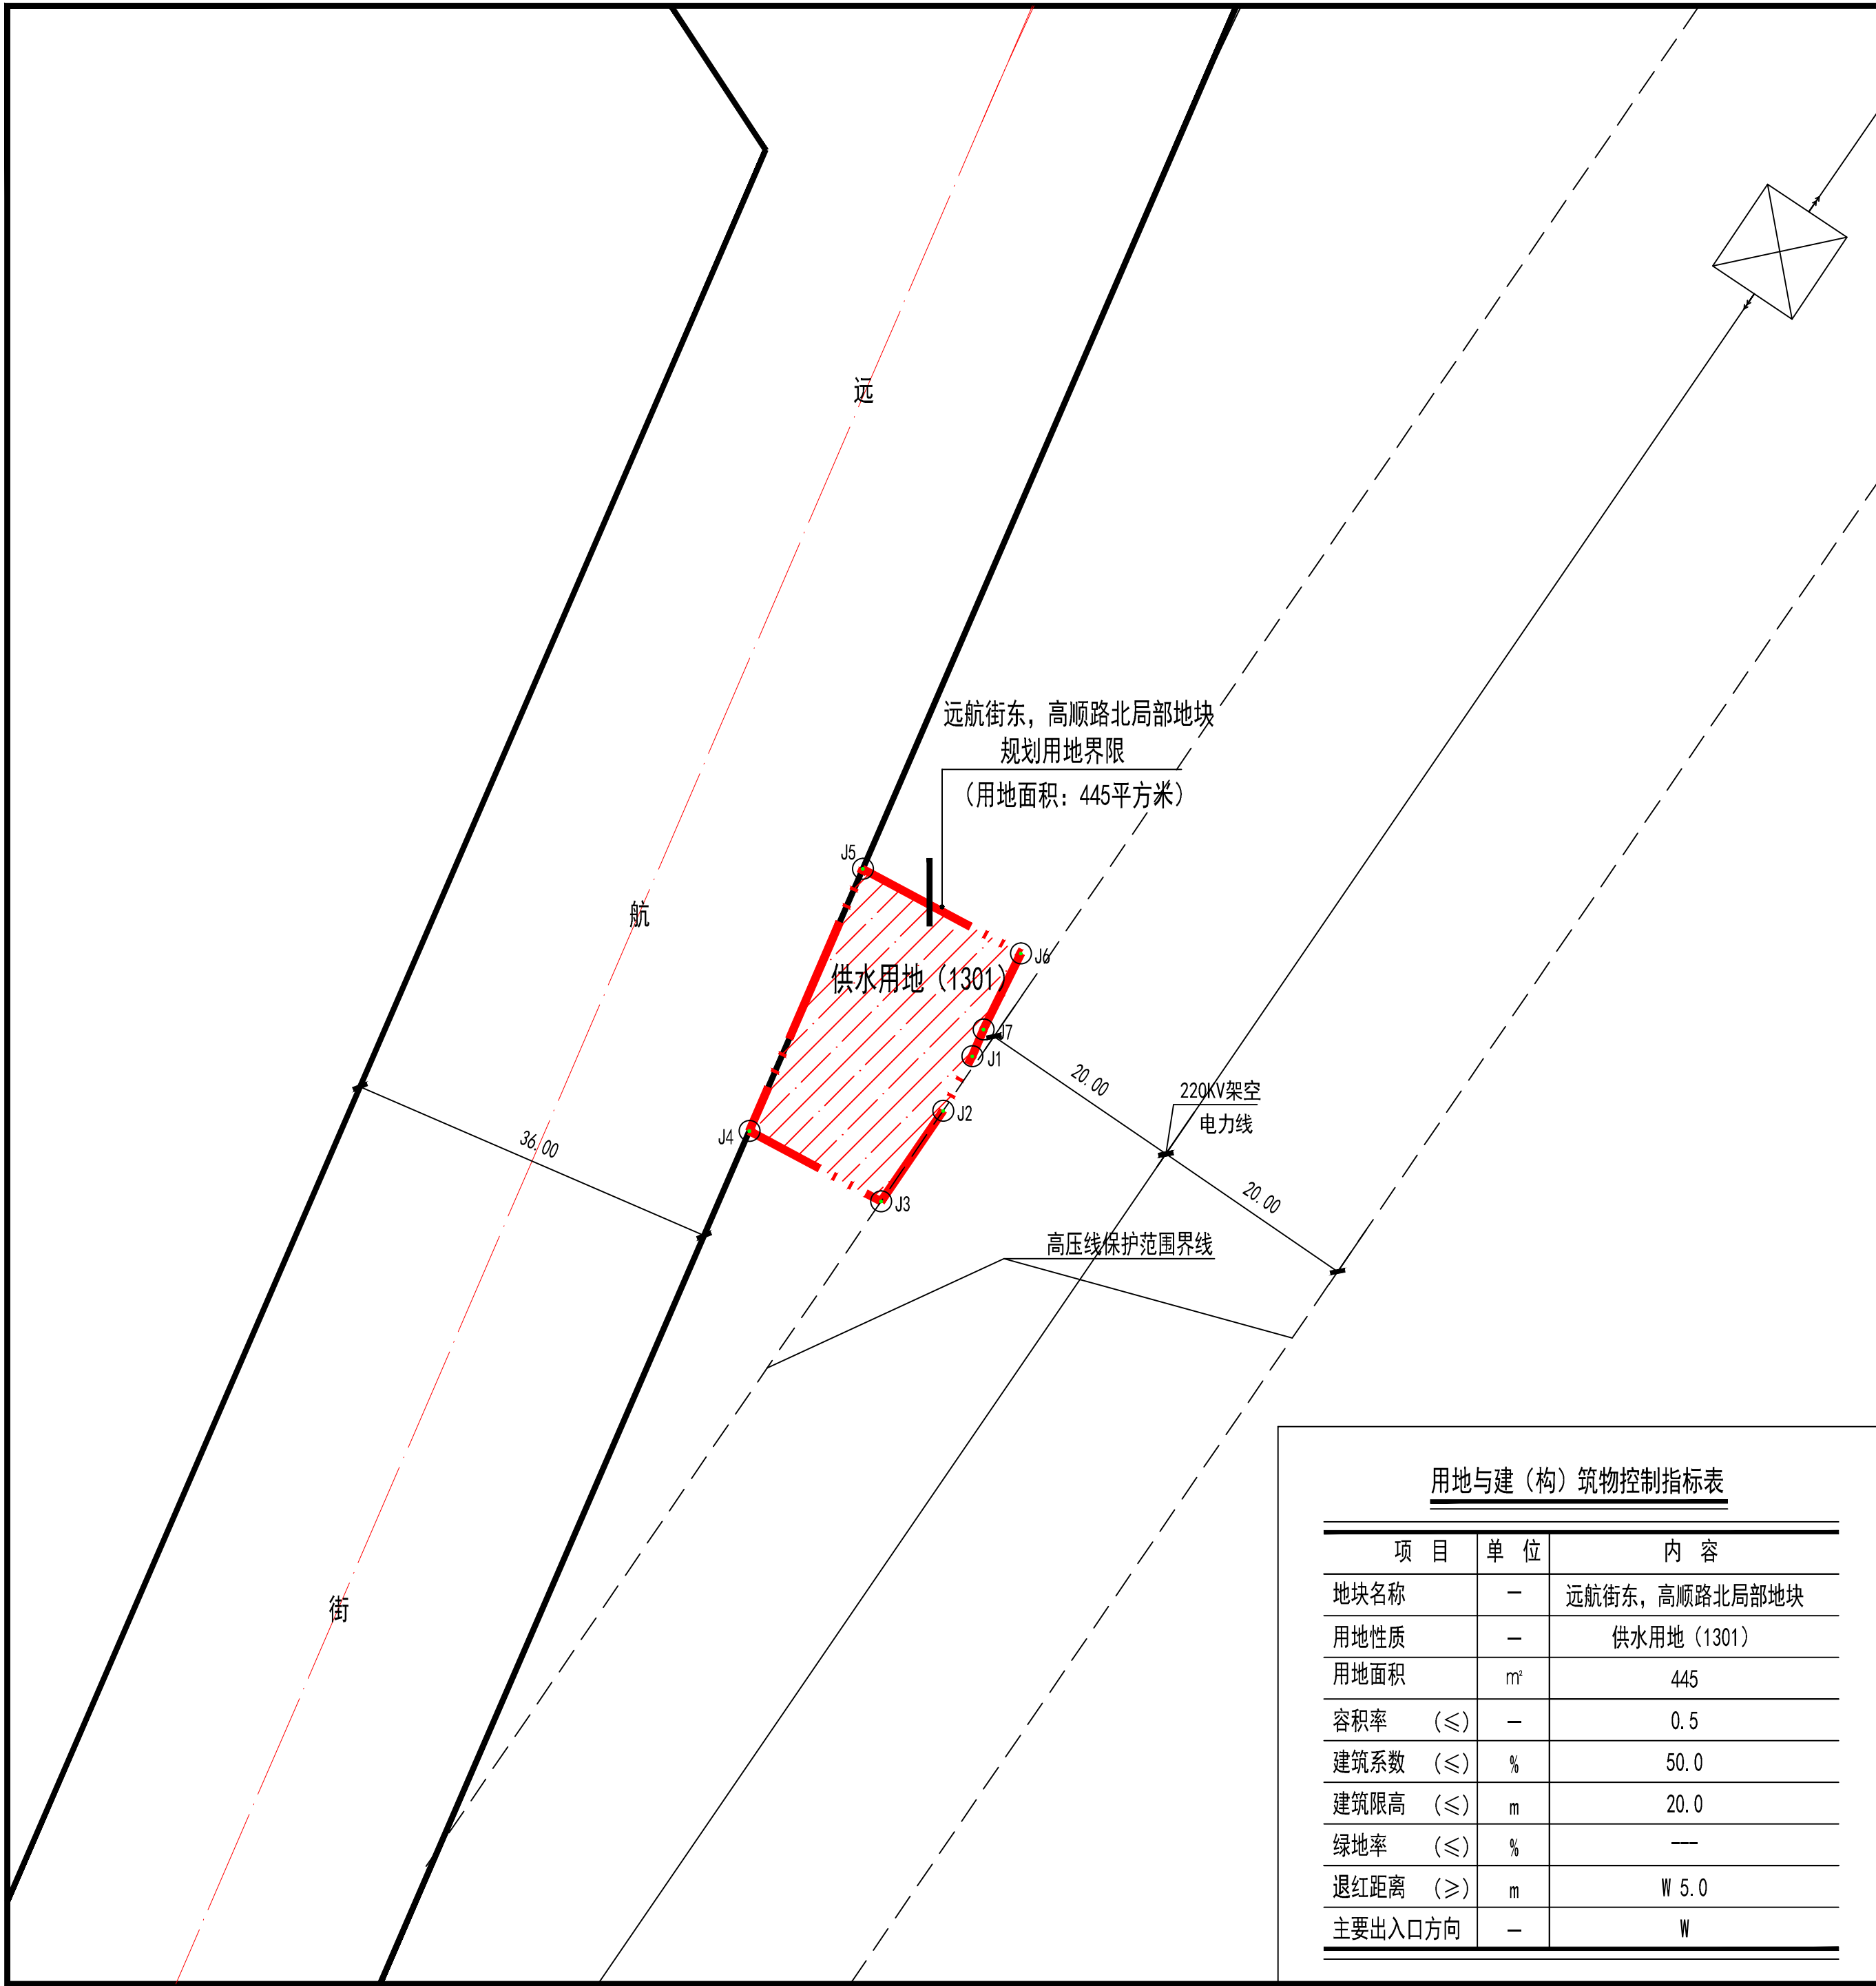 远
航
街
远航街东，高顺路北局部地块
规划用地界限
（用地面积：445平方米）
J5
J6
供水用地（1301）
J7
J1
J2
J4
J3
36.00
20.00
220KV架空
电力线
20.00
高压线保护范围界线
用地与建（构）筑物控制指标表
项 目 单 位 内 容
地块名称 — 远航街东，高顺路北局部地块
用地性质 — 供水用地（1301）
用地面积 ㎡ 445
容积率 （≤） — 0.5
建筑系数 （≤） % 50.0
建筑限高 （≤） m 20.0
绿地率 （≤） % ---
退红距离 （≥） m W 5.0
主要出入口方向 — W